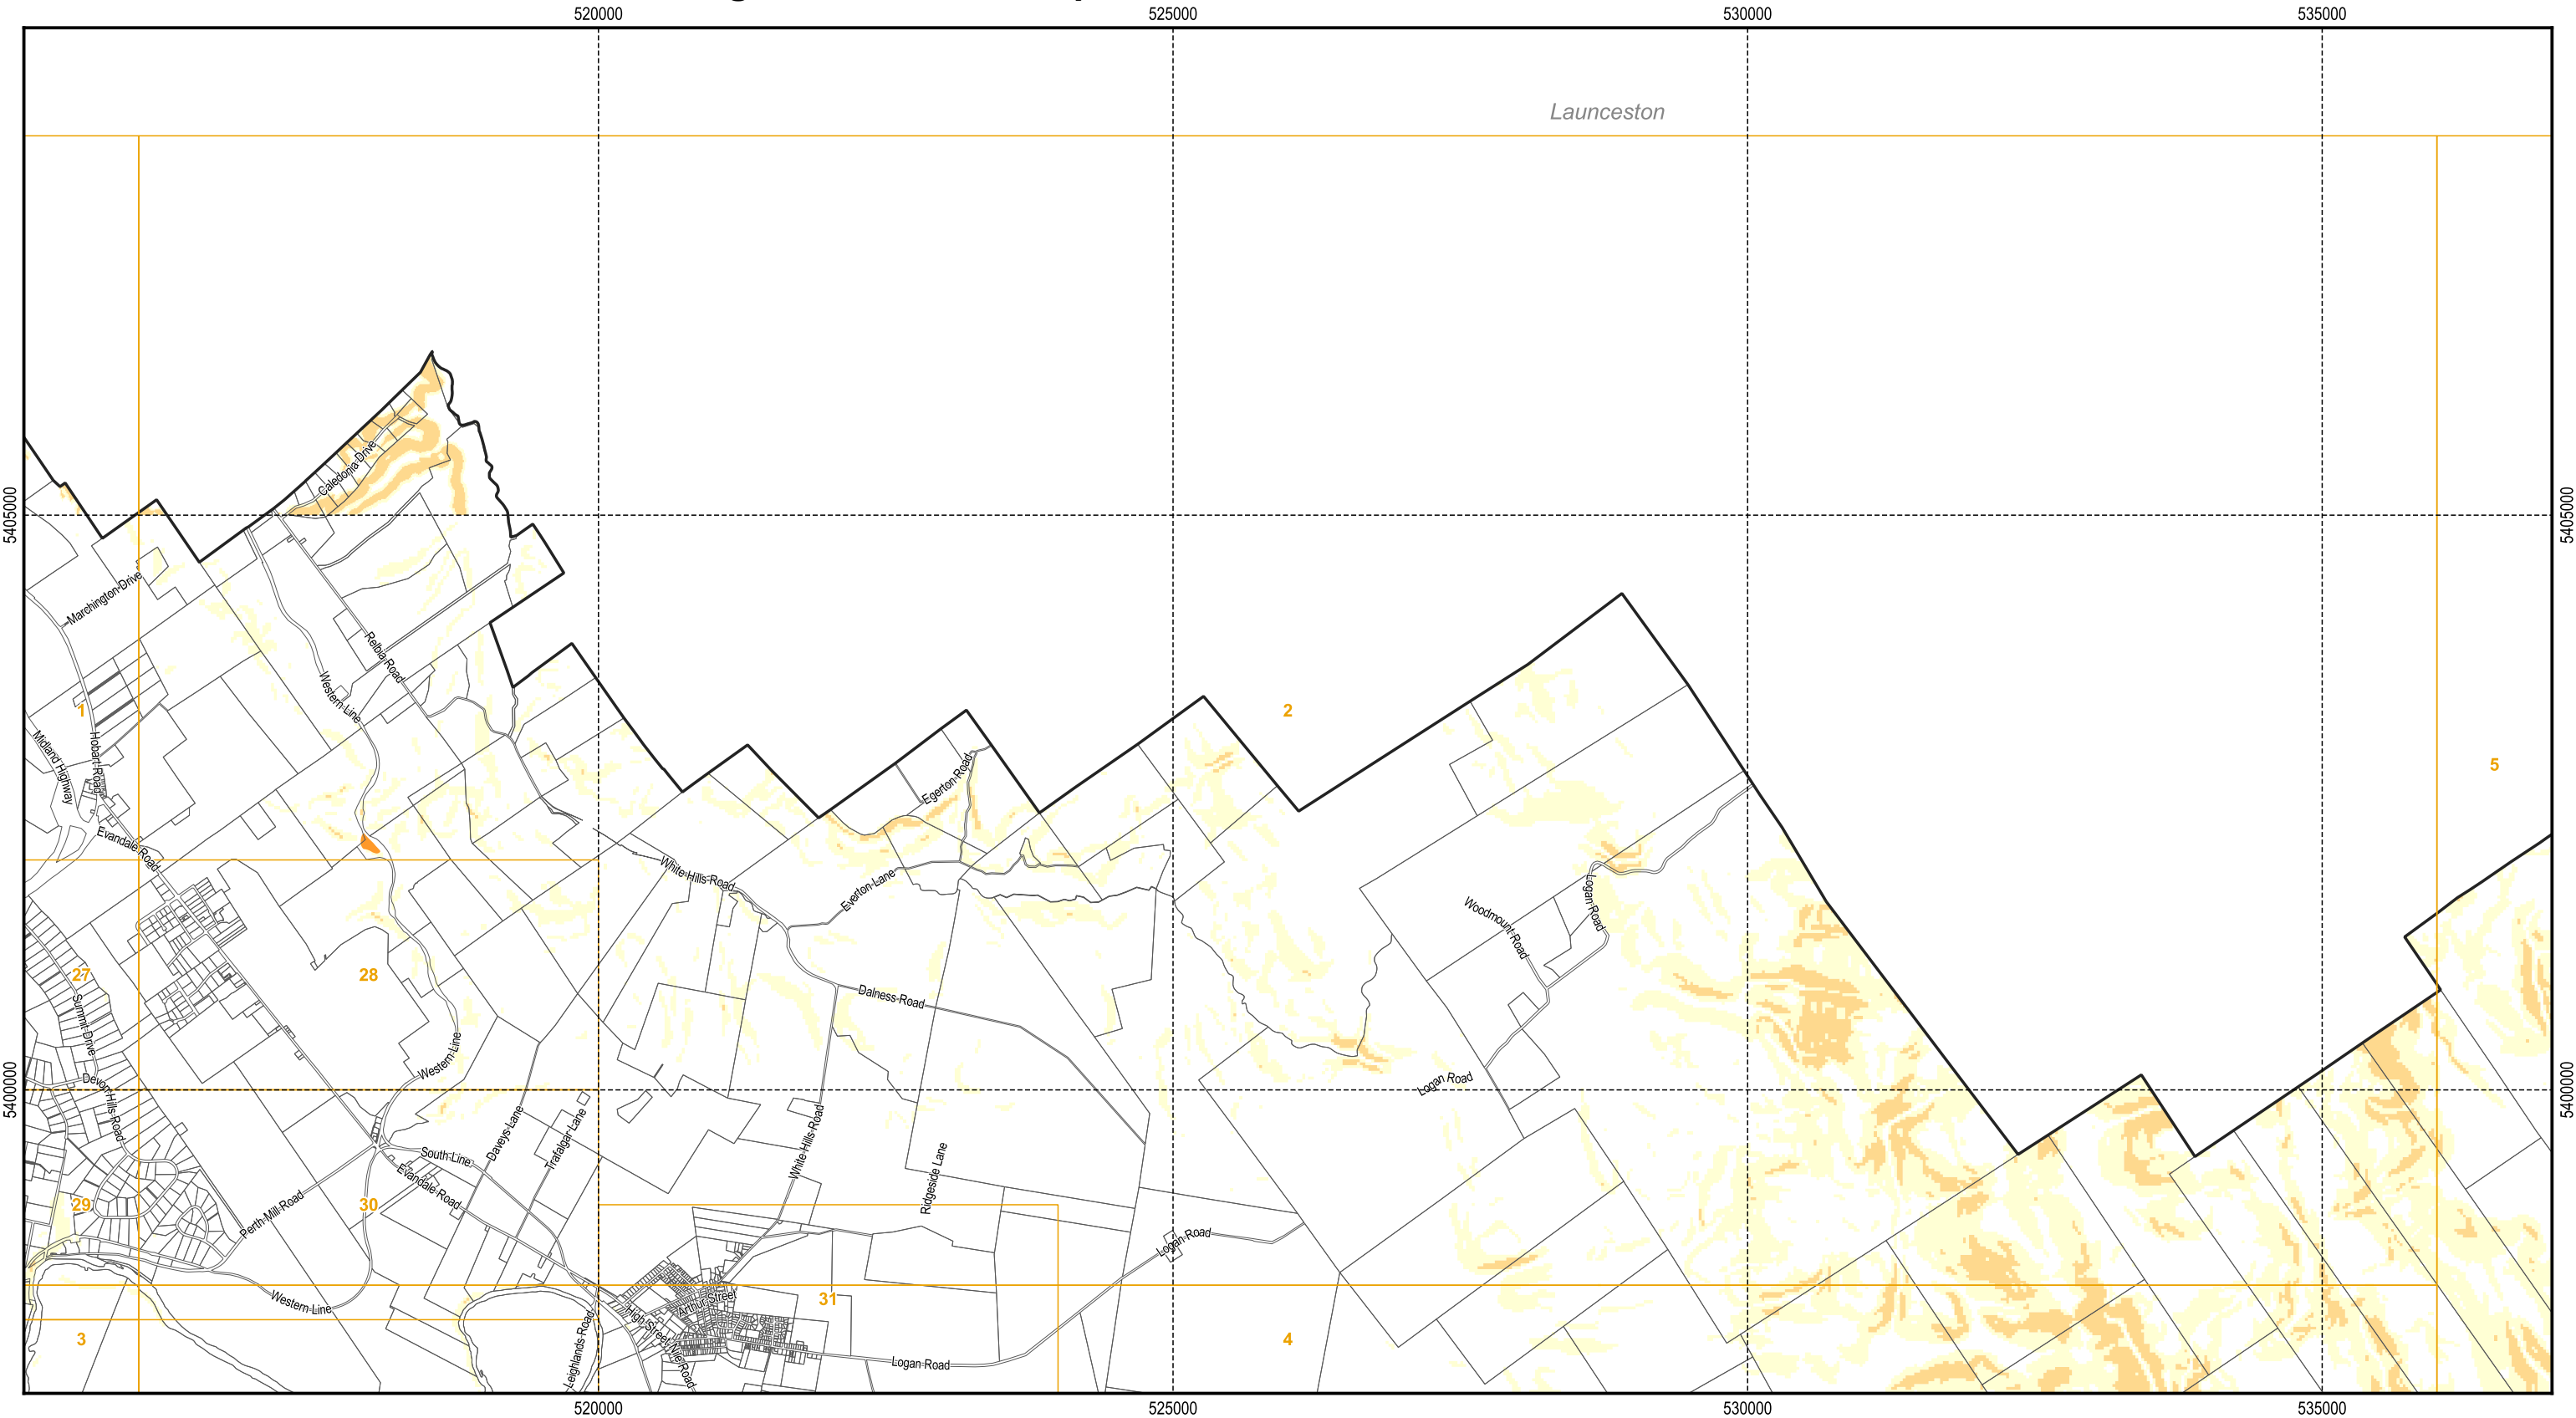 520000
525000
530000
535000
Launceston
Caledonia Drive
5405000
5405000
Marchington Drive
Relbia Road
Western Line
1
2
Midland Highway
Hobart Road
Egerton Road
5
Evandale Road
White Hills Road
Everton Lane
Logan Road
Woodmount Road
27
28
Summit Drive
Dalness Road
Western Line
Devon Hills Road
Logan Road
5400000
5400000
Daveys Lane
Trafalgar Lane
White Hills Road
South Line
Evandale Road
Ridgeside Lane
29
30
Perth Mill Road
Logan Road
Western Line
Arthur Street
31
High Street
Nile Road
Leighlands Road
3
4
Logan Road
520000
525000
530000
535000